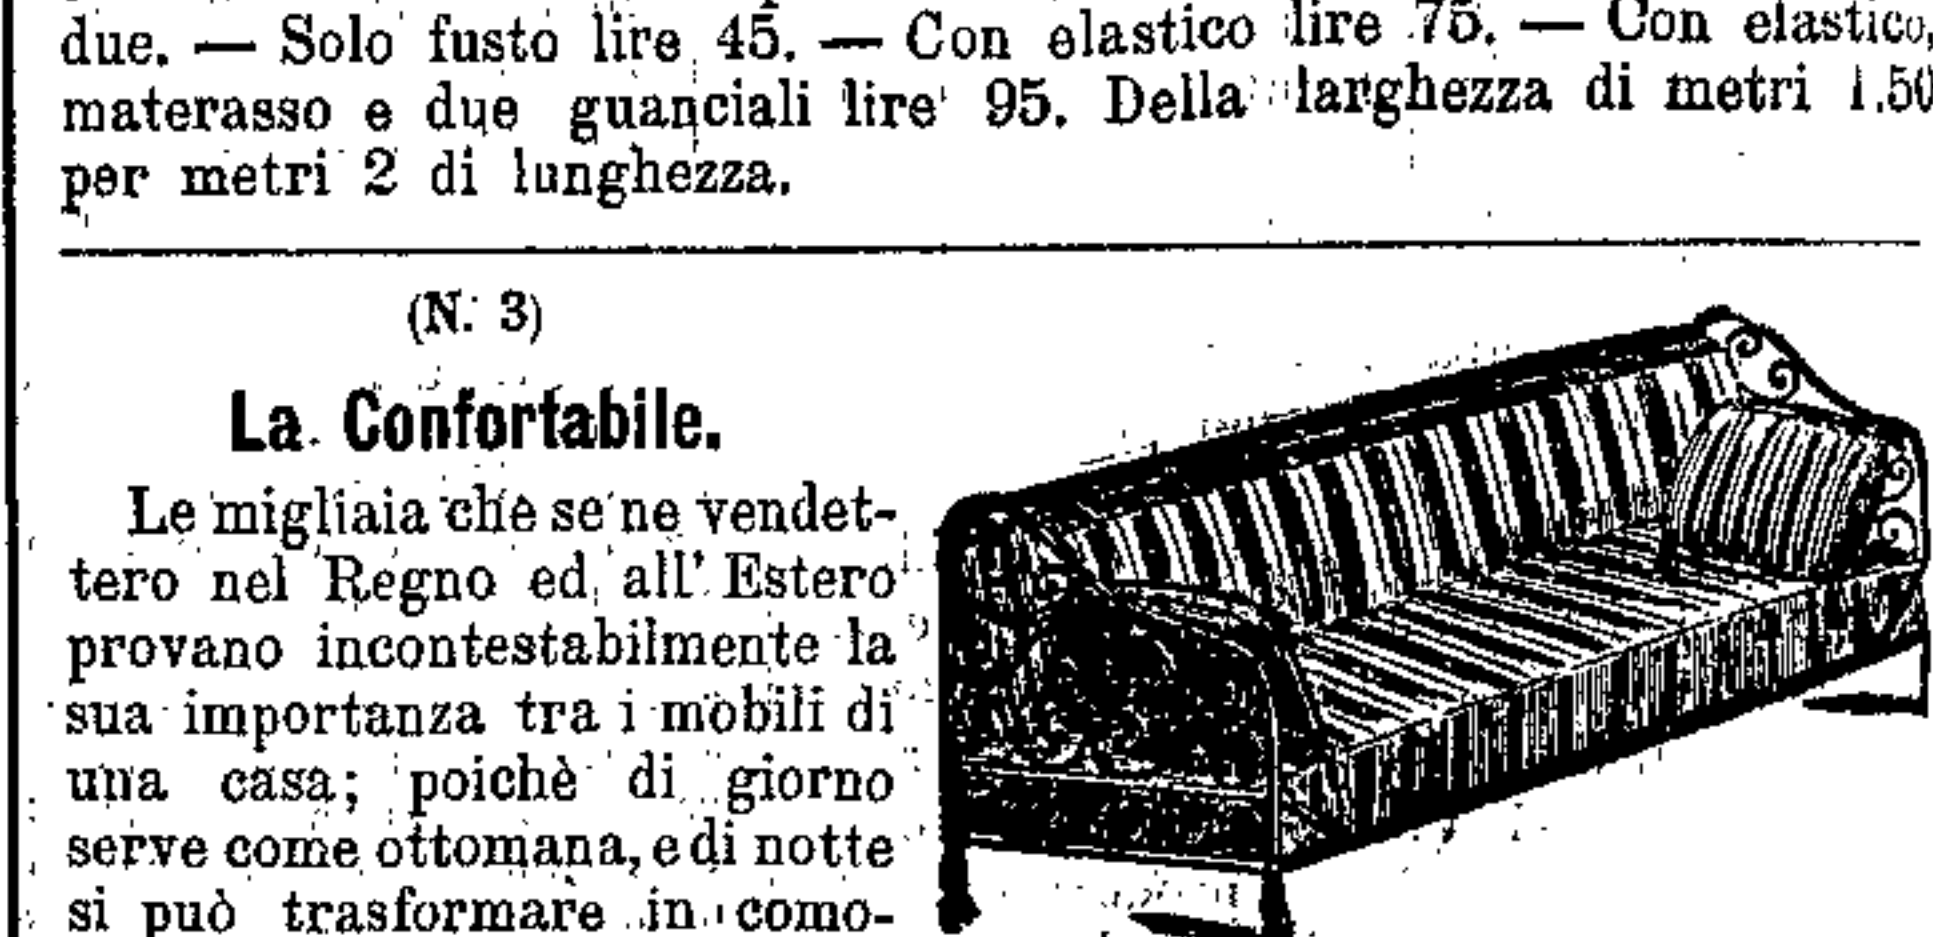 due. — Solo fusto lire 45. — Con elastico lire 75. — Con elastico,
materasso e due guanciali lire 95. Della larghezza di metri 1.50
per metri 2 di lunghezza.
(N. 3)
La Confortabile.
Le migliaia che se ne vendet-
tero nel Regno ed all' Estero
provano incontestabilmente la
sua importanza tra i mobili di
una casa; poichè di giorno
serve come ottomana, e di notte
si può trasformare in como-